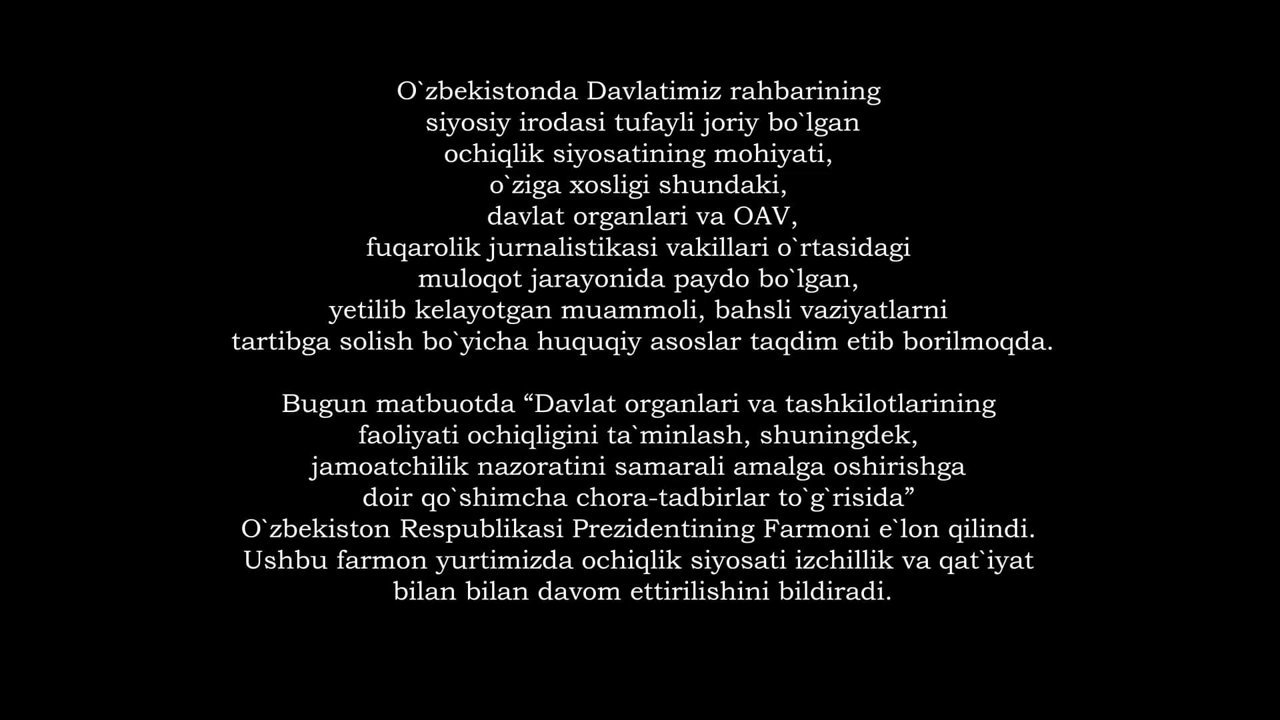 O`zbekistonda Davlatimiz rahbarining
siyosiy irodasi tufayli joriy bo`lgan
ochiqlik siyosatining mohiyati,
o`ziga xosligi shundaki,
davlat organlari va OAV,
fuqarolik jurnalistikasi vakillari o`rtasidagi
muloqot jarayonida paydo bo`lgan,
yetilib kelayotgan muammoli, bahsli vaziyatlarni
tartibga solish bo`yicha huquqiy asoslar taqdim etib borilmoqda.
Bugun matbuotda “Davlat organlari va tashkilotlarining
faoliyati ochiqligini ta`minlash, shuningdek,
jamoatchilik nazoratini samarali amalga oshirishga
doir qo`shimcha chora-tadbirlar to`g`risida”
O`zbekiston Respublikasi Prezidentining Farmoni e`lon qilindi.
Ushbu farmon yurtimizda ochiqlik siyosati izchillik va qat`iyat
bilan bilan davom ettirilishini bildiradi.